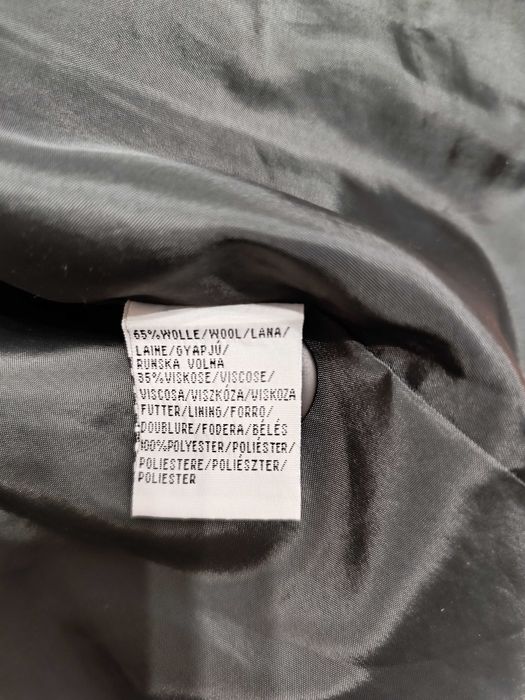 65%WOLLE/WOOL/LANA/
LAINE/GYAPJÚ/
RUNSKA VOLNA
35%VISKOSE/VISCOSE/
VISCOSA/VISZKÓZA/VISKOZA
FUTTER/LINING/FORRO/
DOUBLURE/FODERA/BÉLÉS
100%POLYESTER/POLIÉSTER/
POLIESTERE/POLIÉSZTER/
POLIESTER